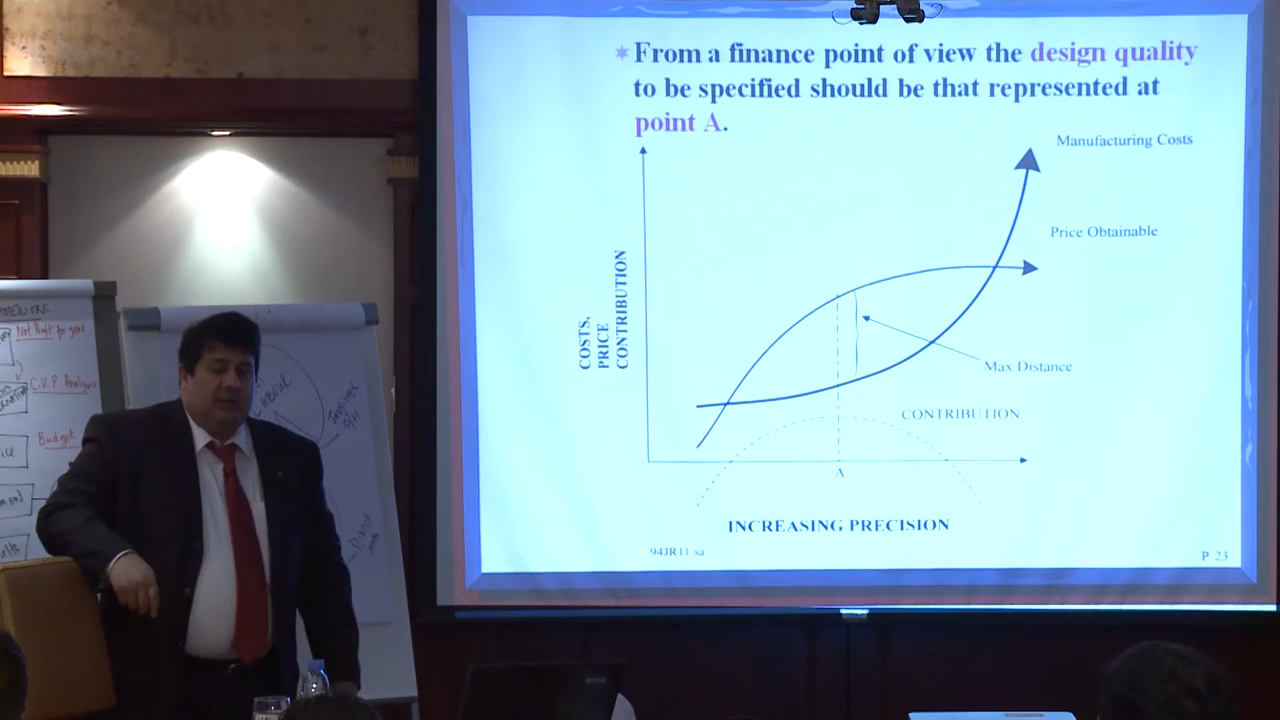 * From a finance point of view the design quality
to be specified should be that represented at
point A.
Manufacturing Costs
Price Obtainable
COSTS,
PRICE
CONTRIBUTION
Max Distance
CONTRIBUTION
A
INCREASING PRECISION
94JR11.sa
P 23
Net Profit for year
C.V.P. Analysis
Budget
LABOUR